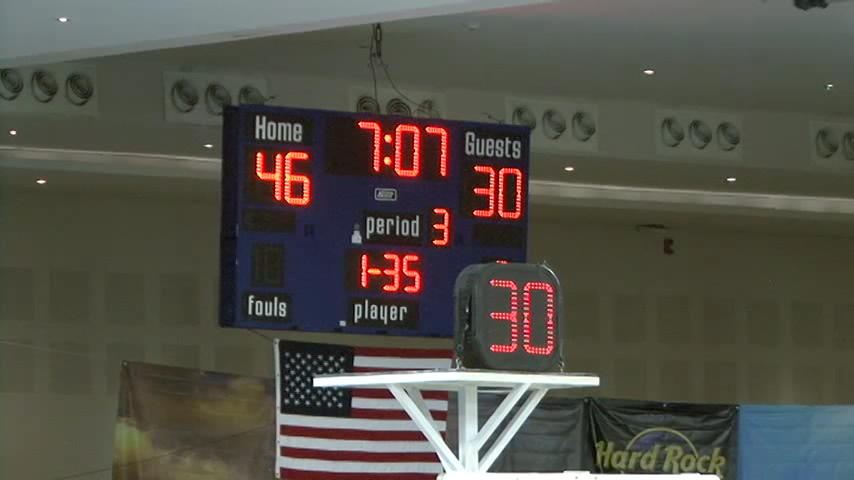 Home 7:07 Guests
46 30
period 3
1-35
fouls player
30
Hard Rock